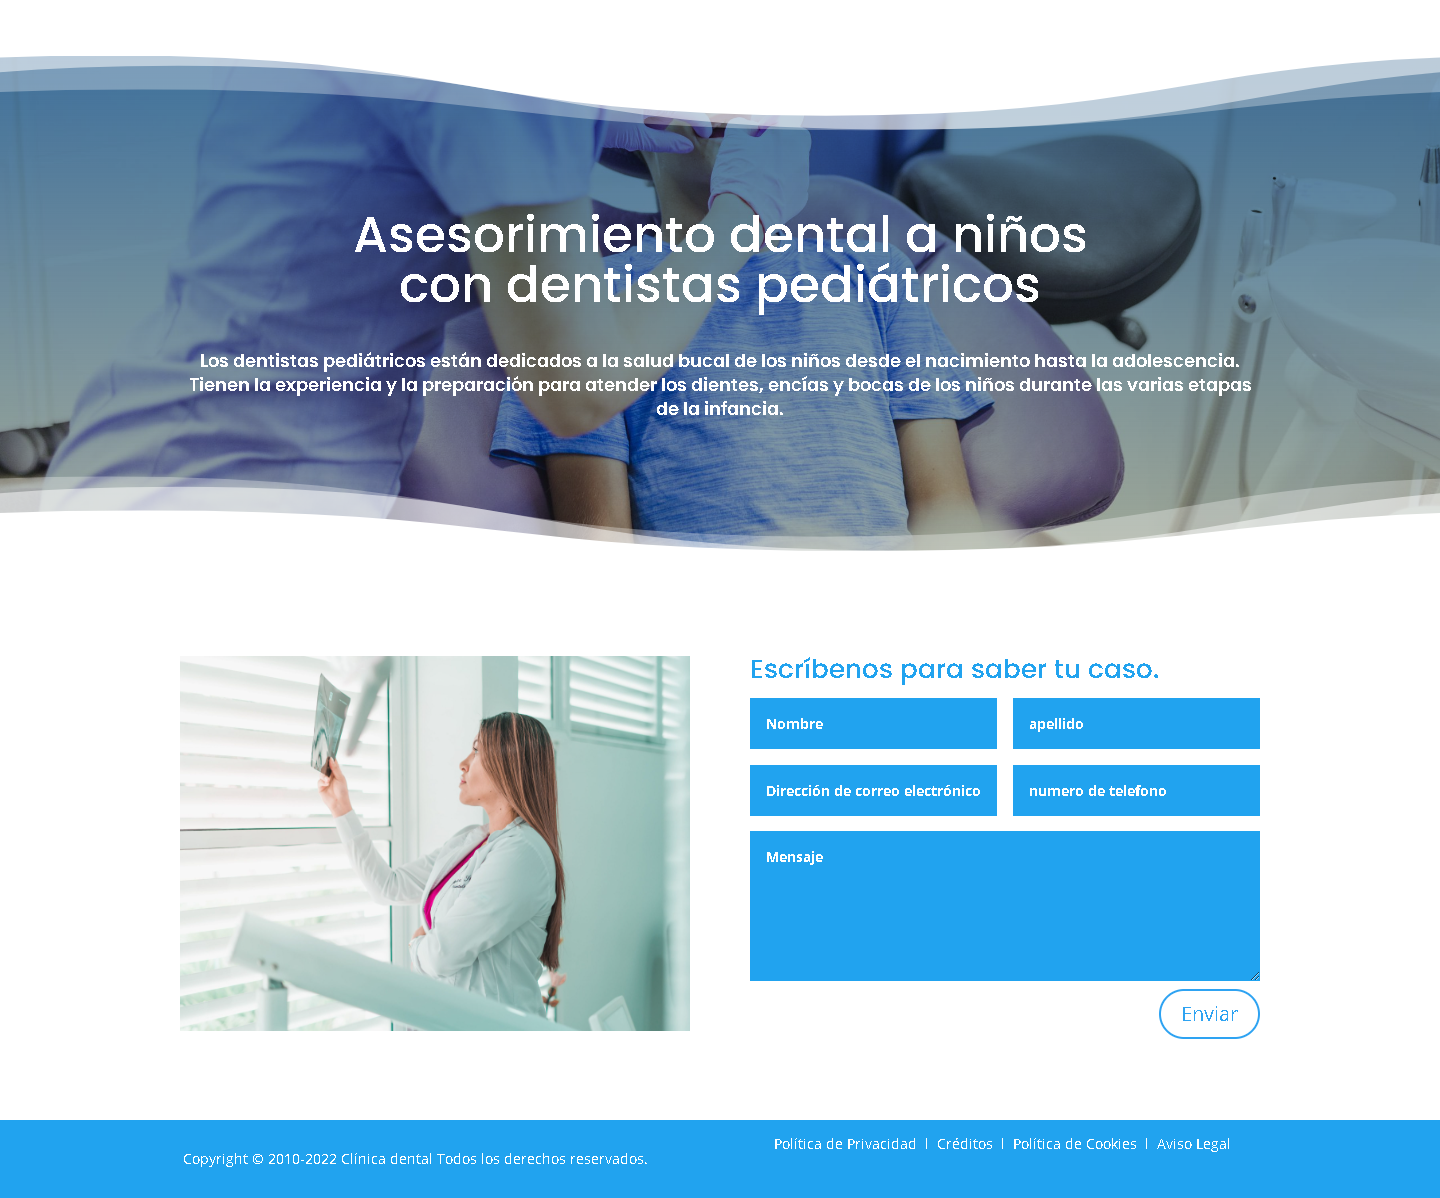 Asesorimiento dental a niños
con dentistas pediátricos
Los dentistas pediátricos están dedicados a la salud bucal de los niños desde el nacimiento hasta la adolescencia.
Tienen la experiencia y la preparación para atender los dientes, encías y bocas de los niños durante las varias etapas
de la infancia.
Escríbenos para saber tu caso.
Nombre
apellido
Dirección de correo electrónico
numero de telefono
Mensaje
Enviar
Copyright © 2010-2022 Clínica dental Todos los derechos reservados.
Política de Privacidad | Créditos | Política de Cookies | Aviso Legal